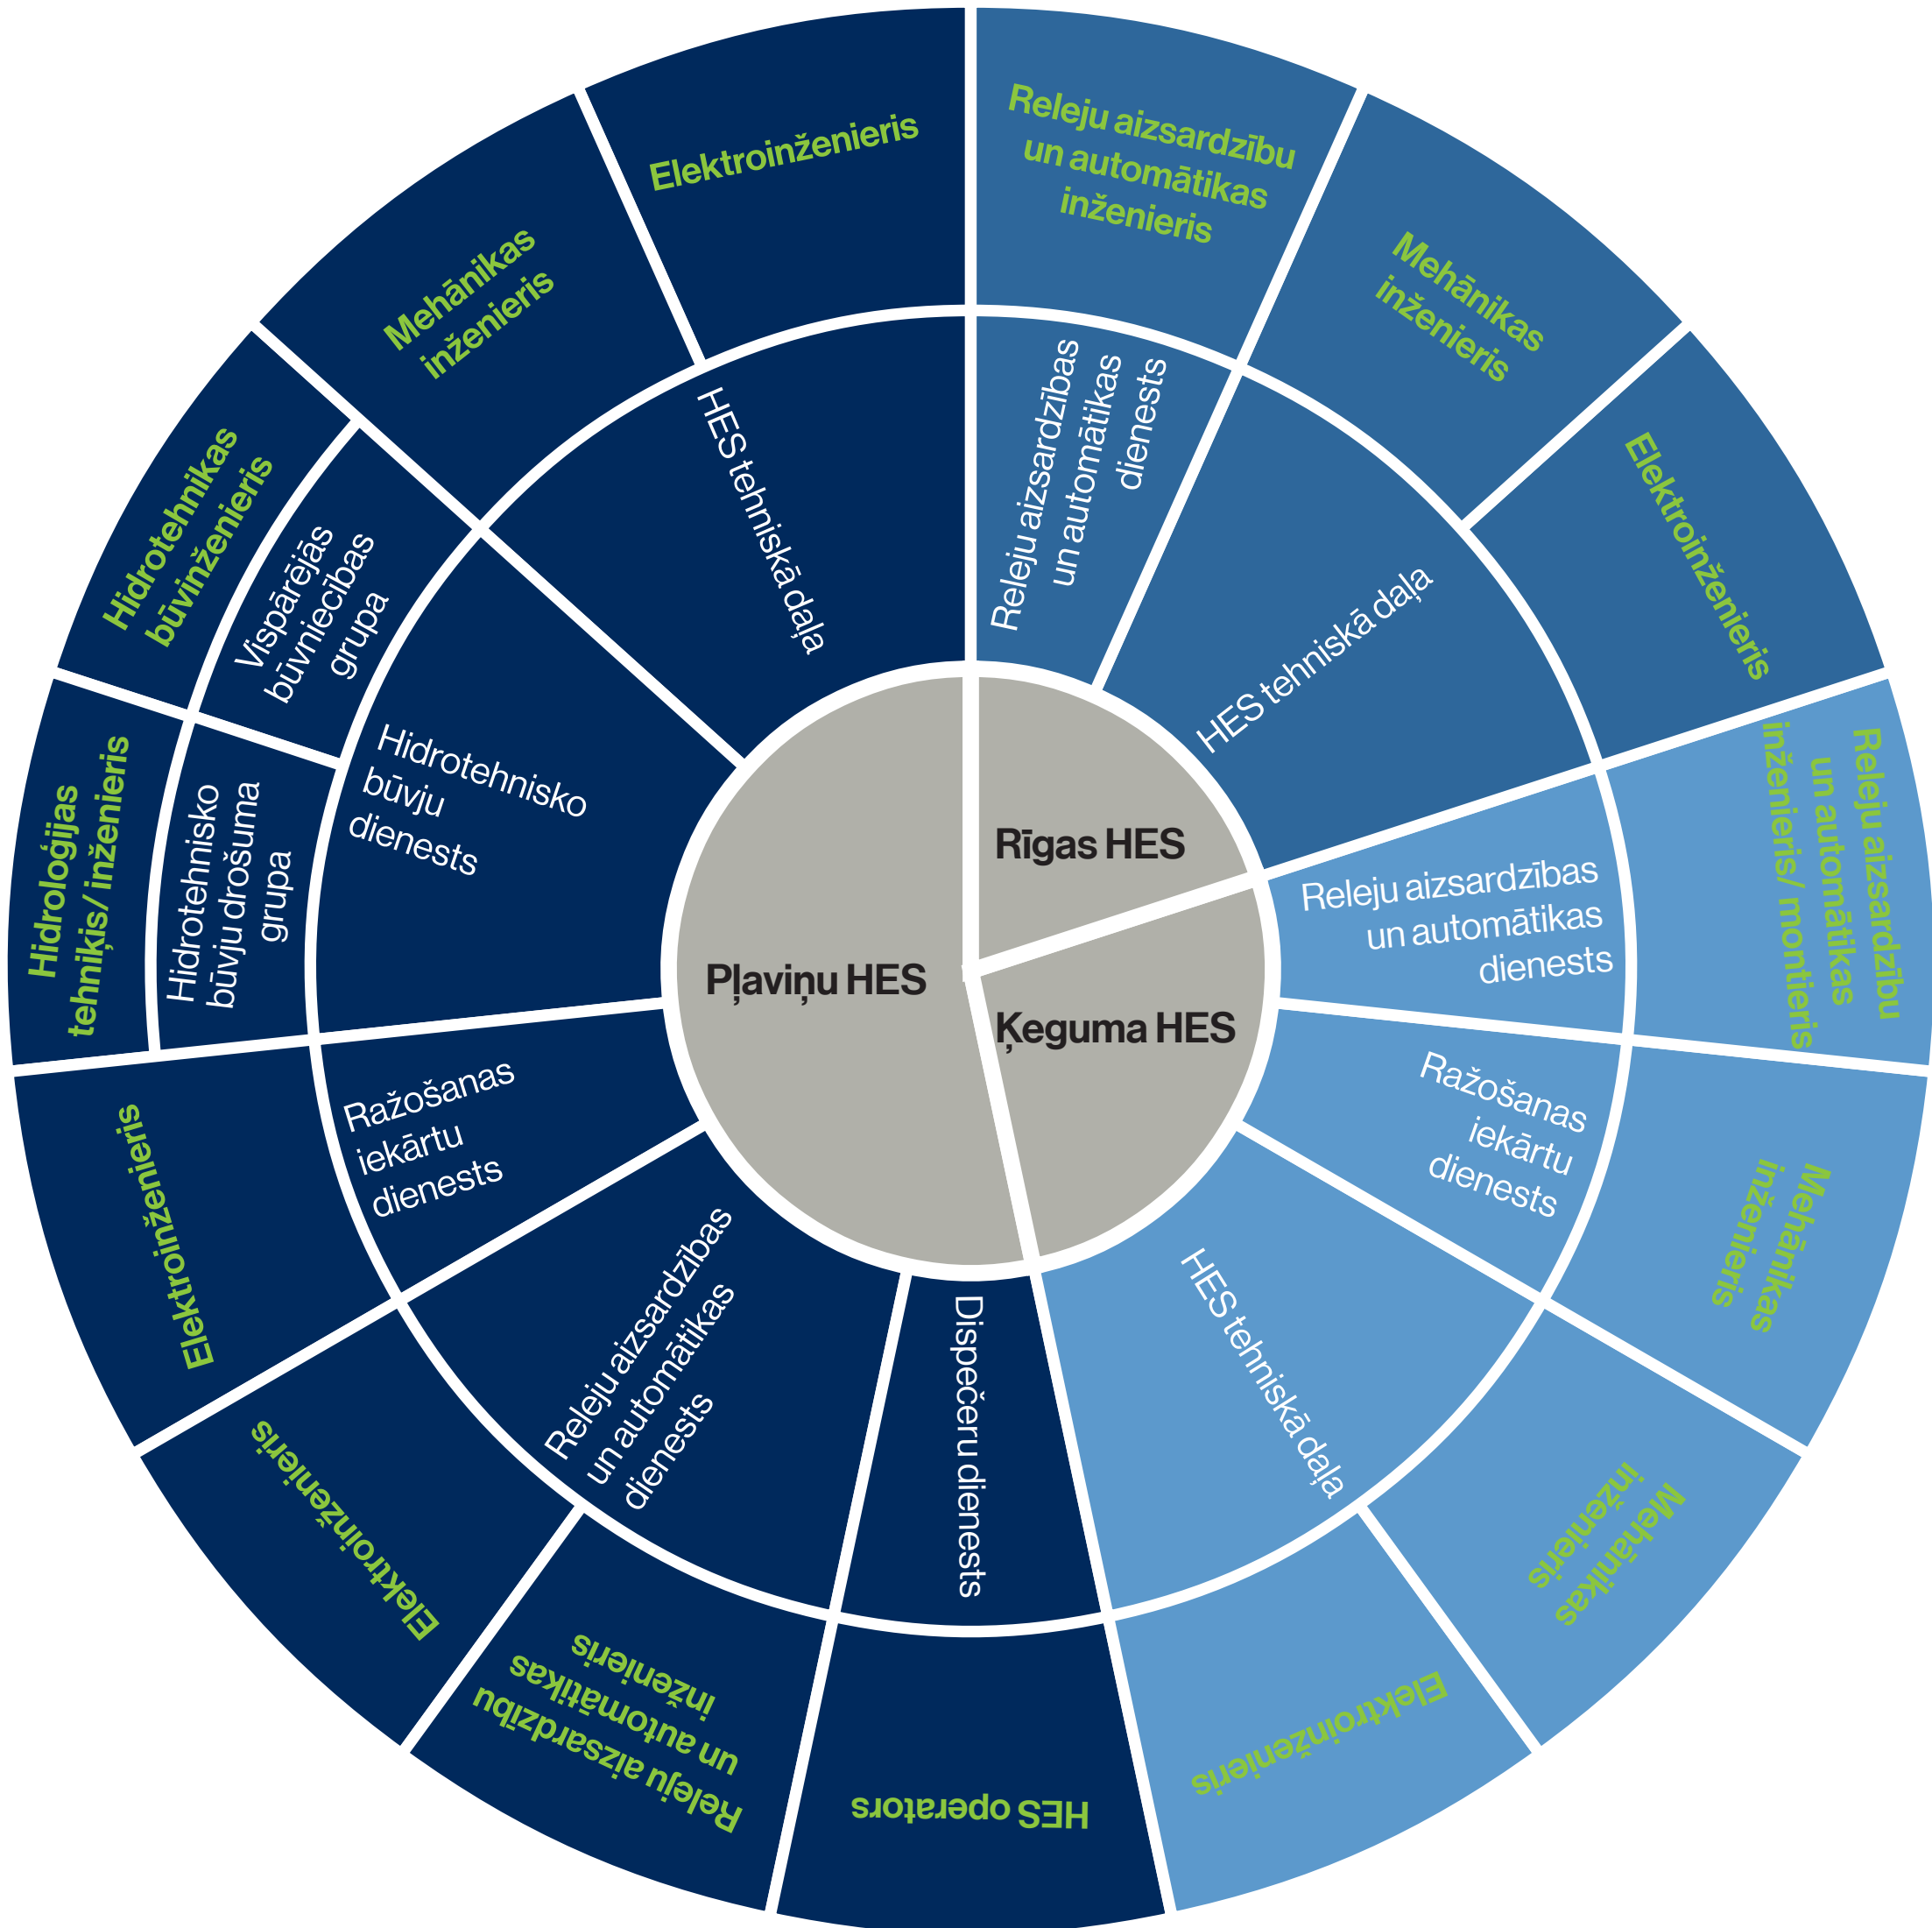 Rīgas HES
Releju aizsardzības
un automātikas
dienests
Releju aizsardzību
un automātikas
inženieris
HES tehniskā daļa
Mehānikas
inženieris
Elektroinženieris
Ķeguma HES
Releju aizsardzības
un automātikas
dienests
Releju aizsardzību
un automātikas
inženieris/ montieris
Ražošanas
iekārtu
dienests
Mehānikas
inženieris
HES tehniskā daļa
Mehānikas
inženieris
Elektroinženieris
Pļaviņu HES
Dispečeru dienests
HES operators
Releju aizsardzības
un automātikas
dienests
Releju aizsardzību
un automātikas
inženieris
Elektroinženieris
Ražošanas
iekārtu
dienests
Elektroinženieris
Hidrotehnisko
būvju
dienests
Hidrotehnisko
būvju drošuma
grupa
Hidroloģijas
tehniķis/ inženieris
Vispārējās
būvniecības
grupa
Hidrotehnikas
būvinženieris
HES tehniskā daļa
Mehānikas
inženieris
Elektroinženieris